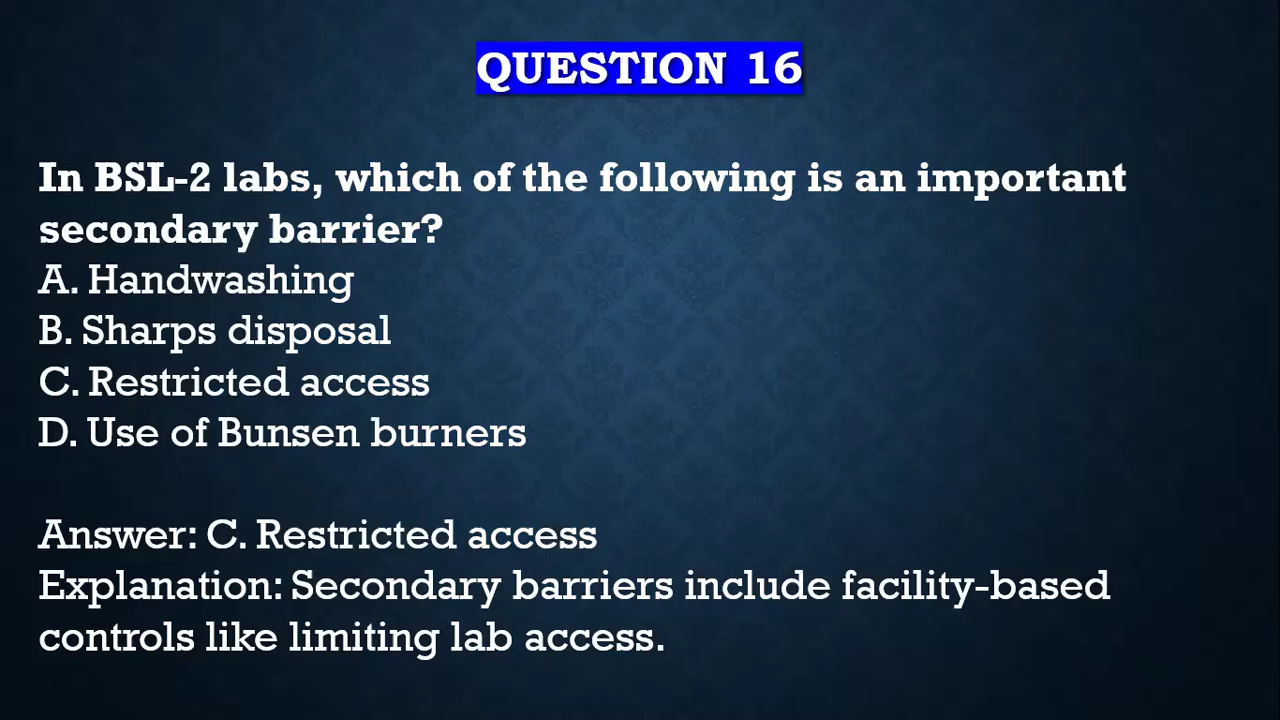 QUESTION 16
In BSL-2 labs, which of the following is an important
secondary barrier?
A. Handwashing
B. Sharps disposal
C. Restricted access
D. Use of Bunsen burners
Answer: C. Restricted access
Explanation: Secondary barriers include facility-based
controls like limiting lab access.